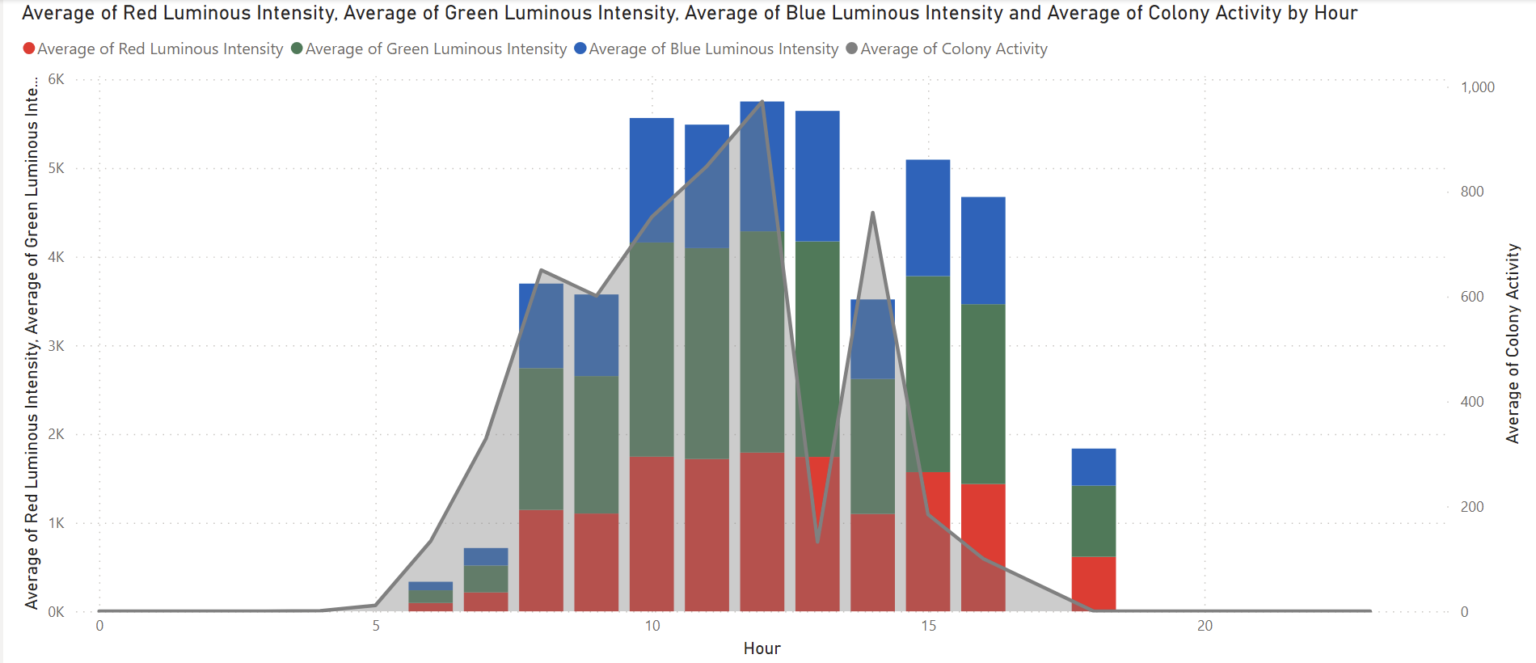 Average of Red Luminous Intensity, Average of Green Luminous Intensity, Average of Blue Luminous Intensity and Average of Colony Activity by Hour
Average of Red Luminous Intensity Average of Green Luminous Intensity Average of Blue Luminous Intensity Average of Colony Activity
Average of Red Luminous Intensity, Average of Green Luminous Inte...
6K
5K
4K
3K
2K
1K
0K
0 5 10 15 20
Hour
1,000
800
600
400
200
0
Average of Colony Activity